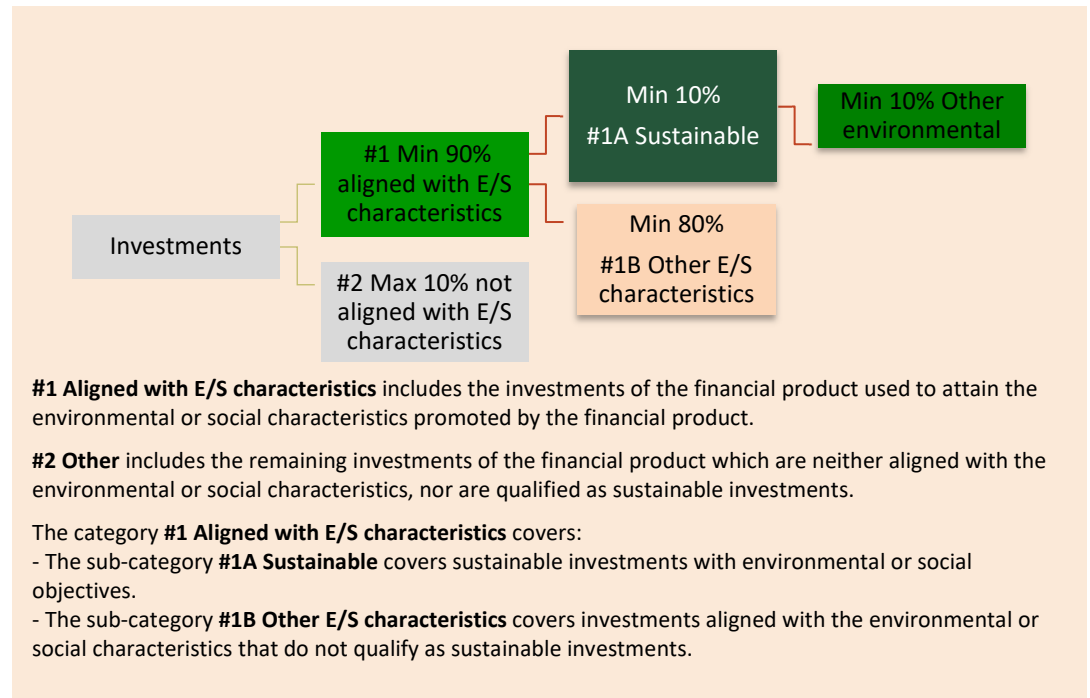 Min 10%
#1A Sustainable
Min 10% Other
environmental
#1 Min 90%
aligned with E/S
characteristics
Investments
Min 80%
#1B Other E/S
characteristics
#2 Max 10% not
aligned with E/S
characteristics
#1 Aligned with E/S characteristics includes the investments of the financial product used to attain the
environmental or social characteristics promoted by the financial product.
#2 Other includes the remaining investments of the financial product which are neither aligned with the
environmental or social characteristics, nor are qualified as sustainable investments.
The category #1 Aligned with E/S characteristics covers:
- The sub-category #1A Sustainable covers sustainable investments with environmental or social
objectives.
- The sub-category #1B Other E/S characteristics covers investments aligned with the environmental or
social characteristics that do not qualify as sustainable investments.